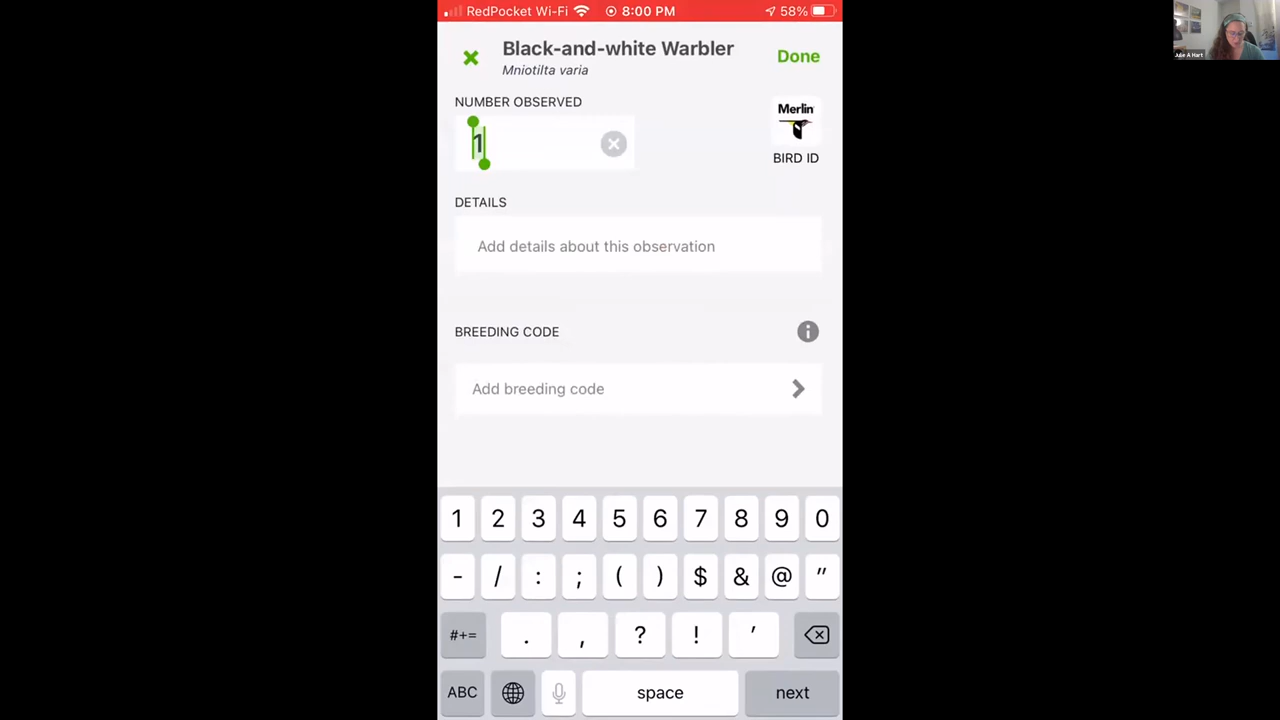 RedPocket Wi-Fi 8:00 PM 58%
Black-and-white Warbler
Mniotilta varia
Done
NUMBER OBSERVED
1
Merlin
BIRD ID
DETAILS
Add details about this observation
BREEDING CODE
Add breeding code
1 2 3 4 5 6 7 8 9 0
- / : ; ( ) $ & @ "
#+= . , ? ! '
ABC space next
Julie A Hart